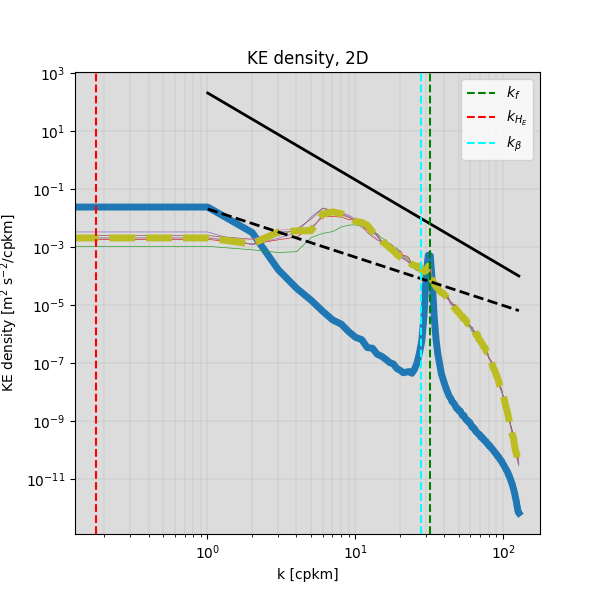 KE density, 2D
KE density [m² s⁻²/cpkm]
10³
10¹
10⁻¹
10⁻³
10⁻⁵
10⁻⁷
10⁻⁹
10⁻¹¹
k_f
k_{H_E}
k_β
10⁰
10¹
10²
k [cpkm]